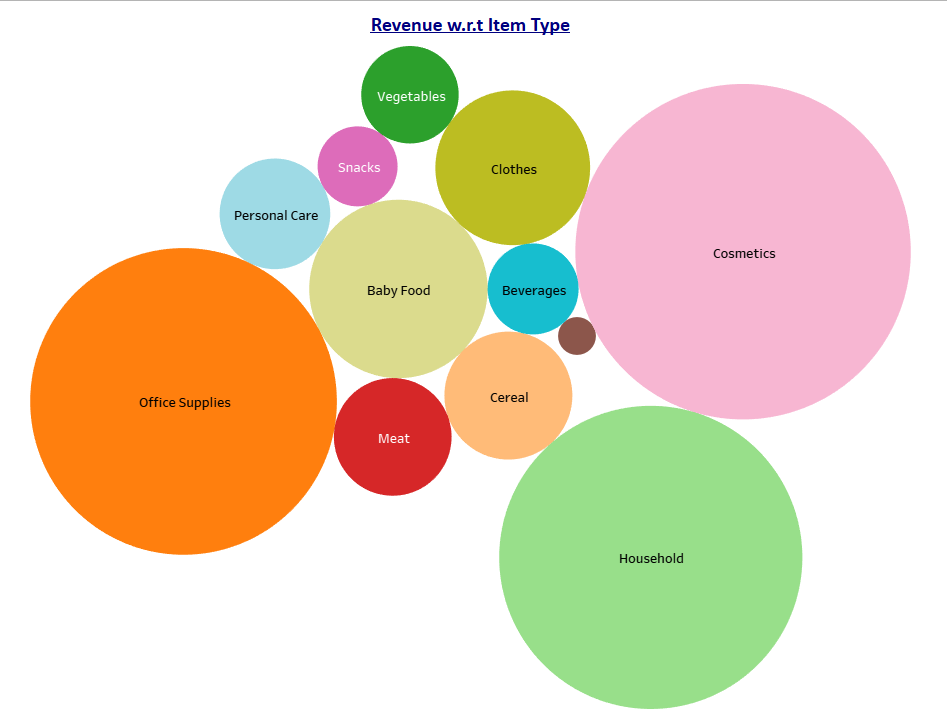 Revenue w.r.t Item Type
Vegetables
Snacks
Clothes
Personal Care
Cosmetics
Baby Food
Beverages
Office Supplies
Cereal
Meat
Household